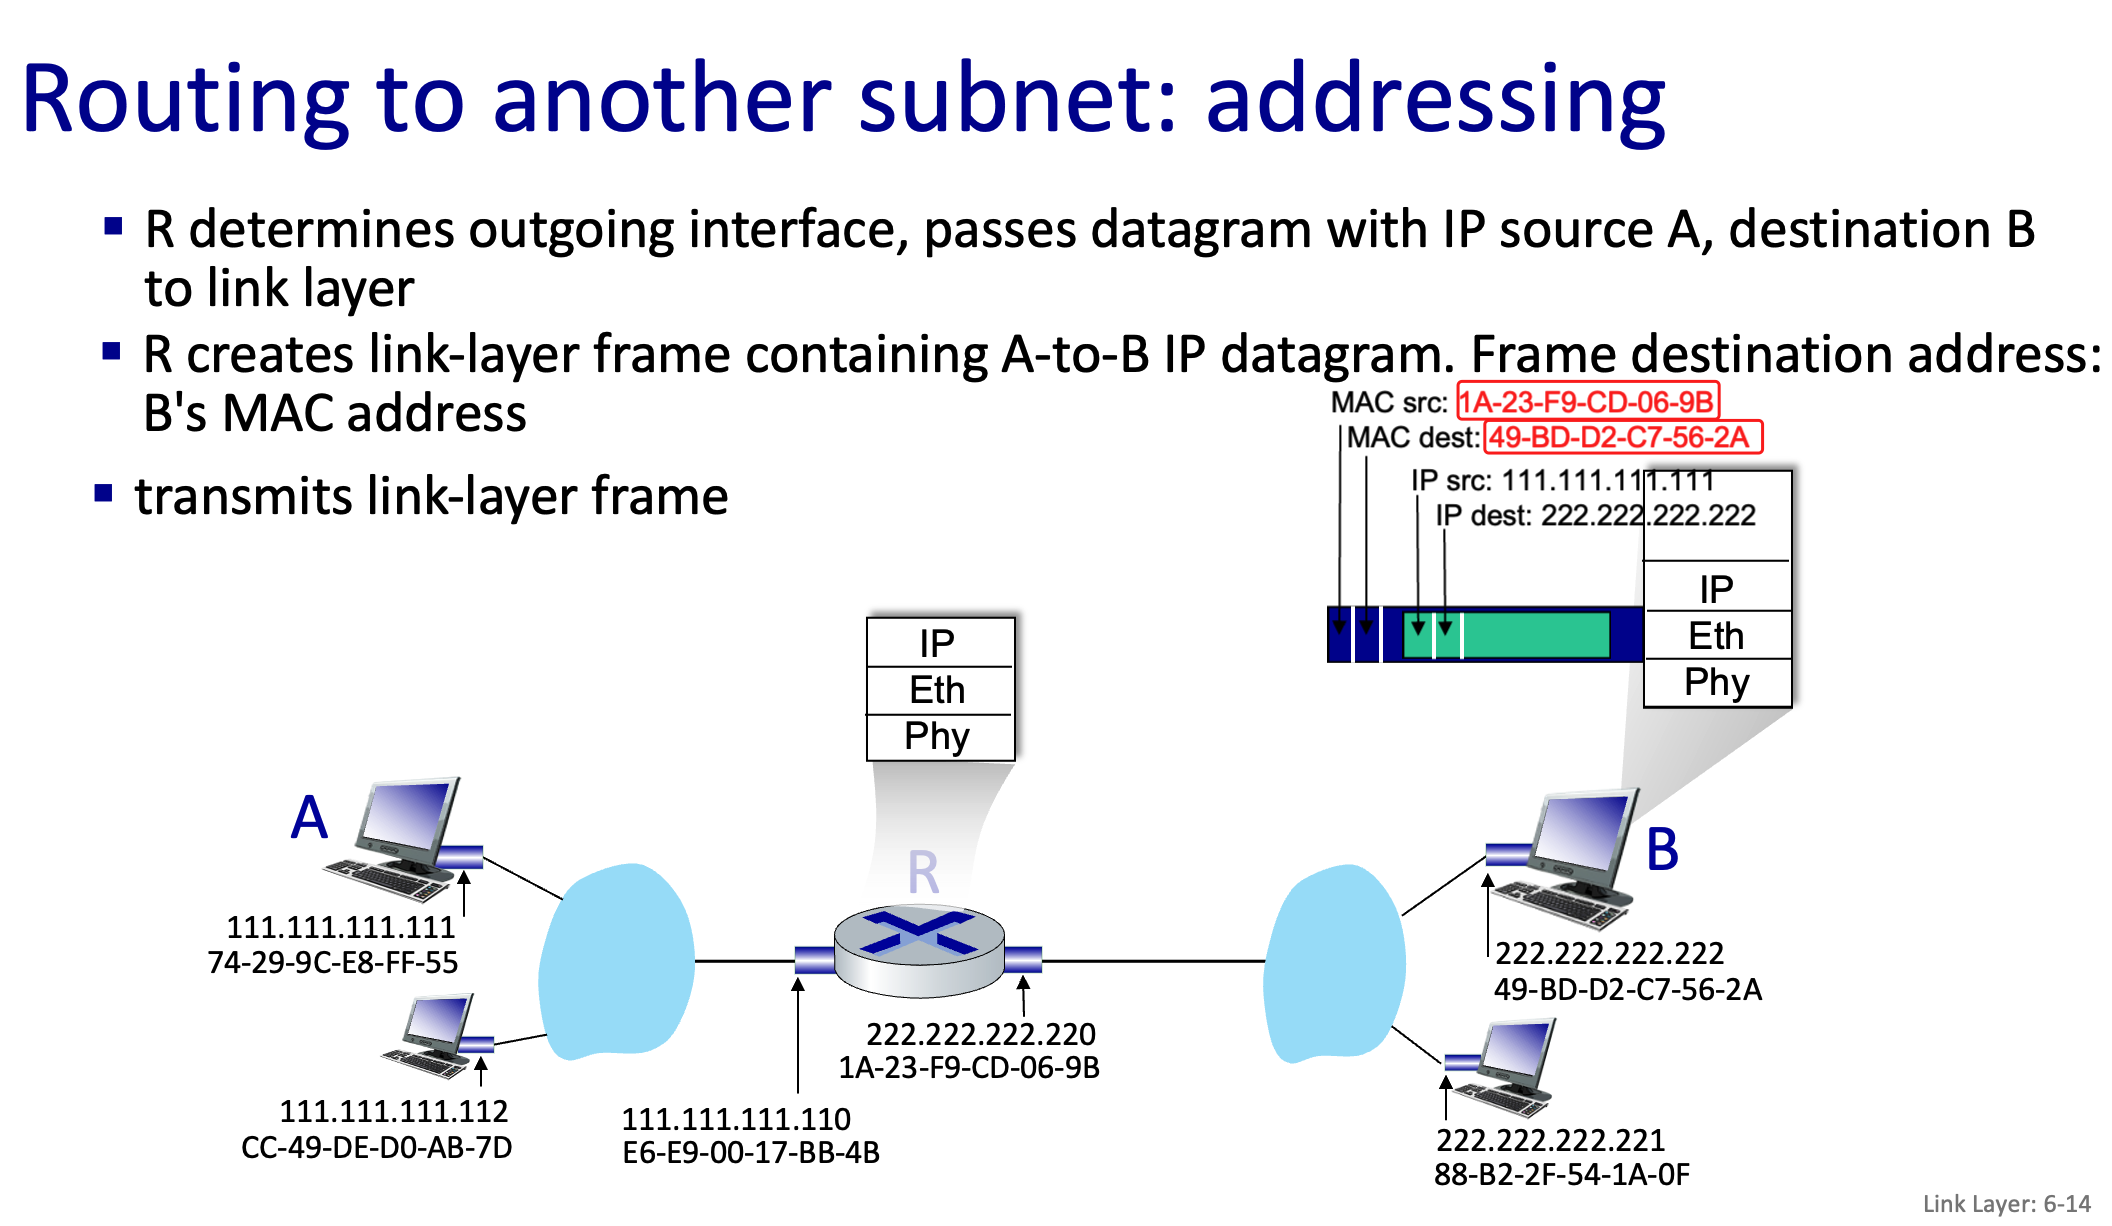 Routing to another subnet: addressing
▪ R determines outgoing interface, passes datagram with IP source A, destination B
to link layer
▪ R creates link-layer frame containing A-to-B IP datagram. Frame destination address:
B's MAC address
MAC src: 1A-23-F9-CD-06-9B
MAC dest: 49-BD-D2-C7-56-2A
▪ transmits link-layer frame
IP src: 111.111.111.111
IP dest: 222.222.222.222
IP
Eth
Phy
IP
Eth
Phy
A
R
B
111.111.111.111
74-29-9C-E8-FF-55
222.222.222.222
49-BD-D2-C7-56-2A
222.222.222.220
1A-23-F9-CD-06-9B
111.111.111.112
CC-49-DE-D0-AB-7D
111.111.111.110
E6-E9-00-17-BB-4B
222.222.222.221
88-B2-2F-54-1A-0F
Link Layer: 6-14